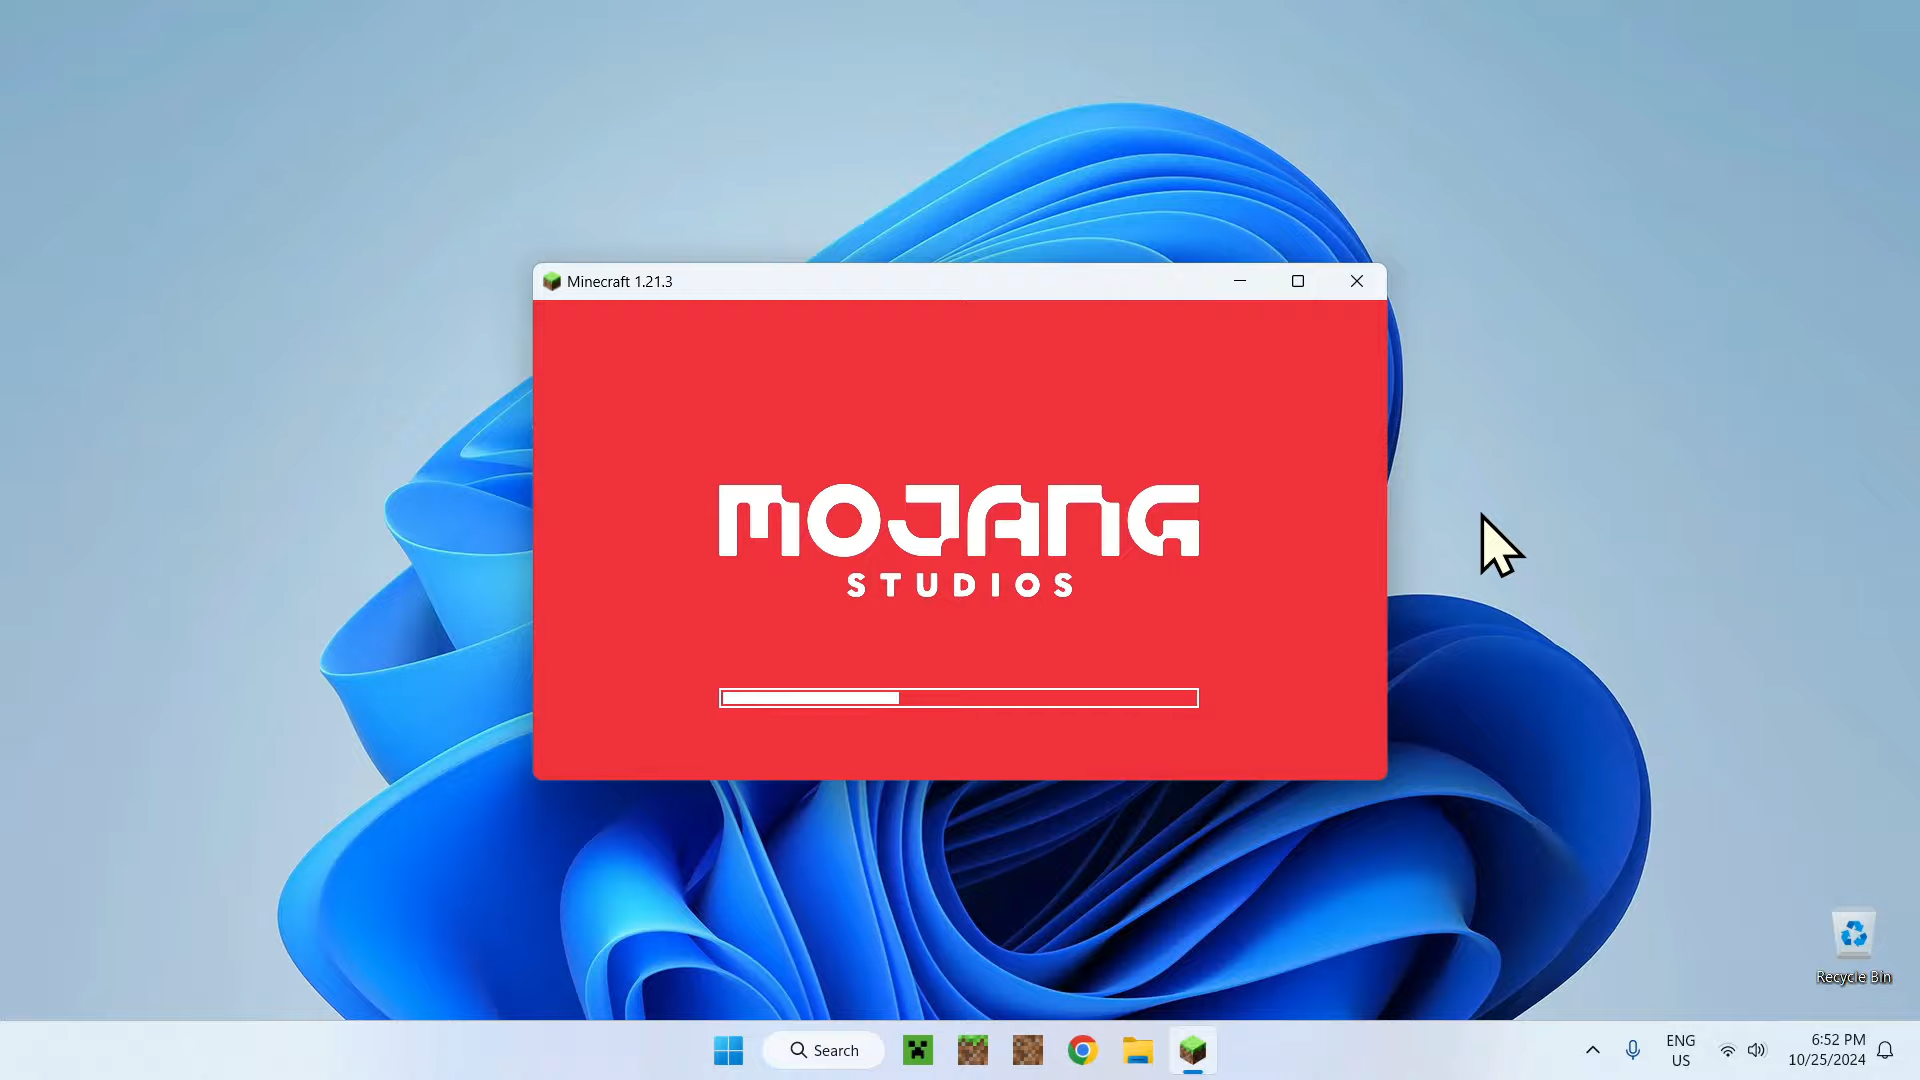 Minecraft 1.21.3
MOJANG
STUDIOS
Recycle Bin
Search
ENG
US
6:52 PM
10/25/2024